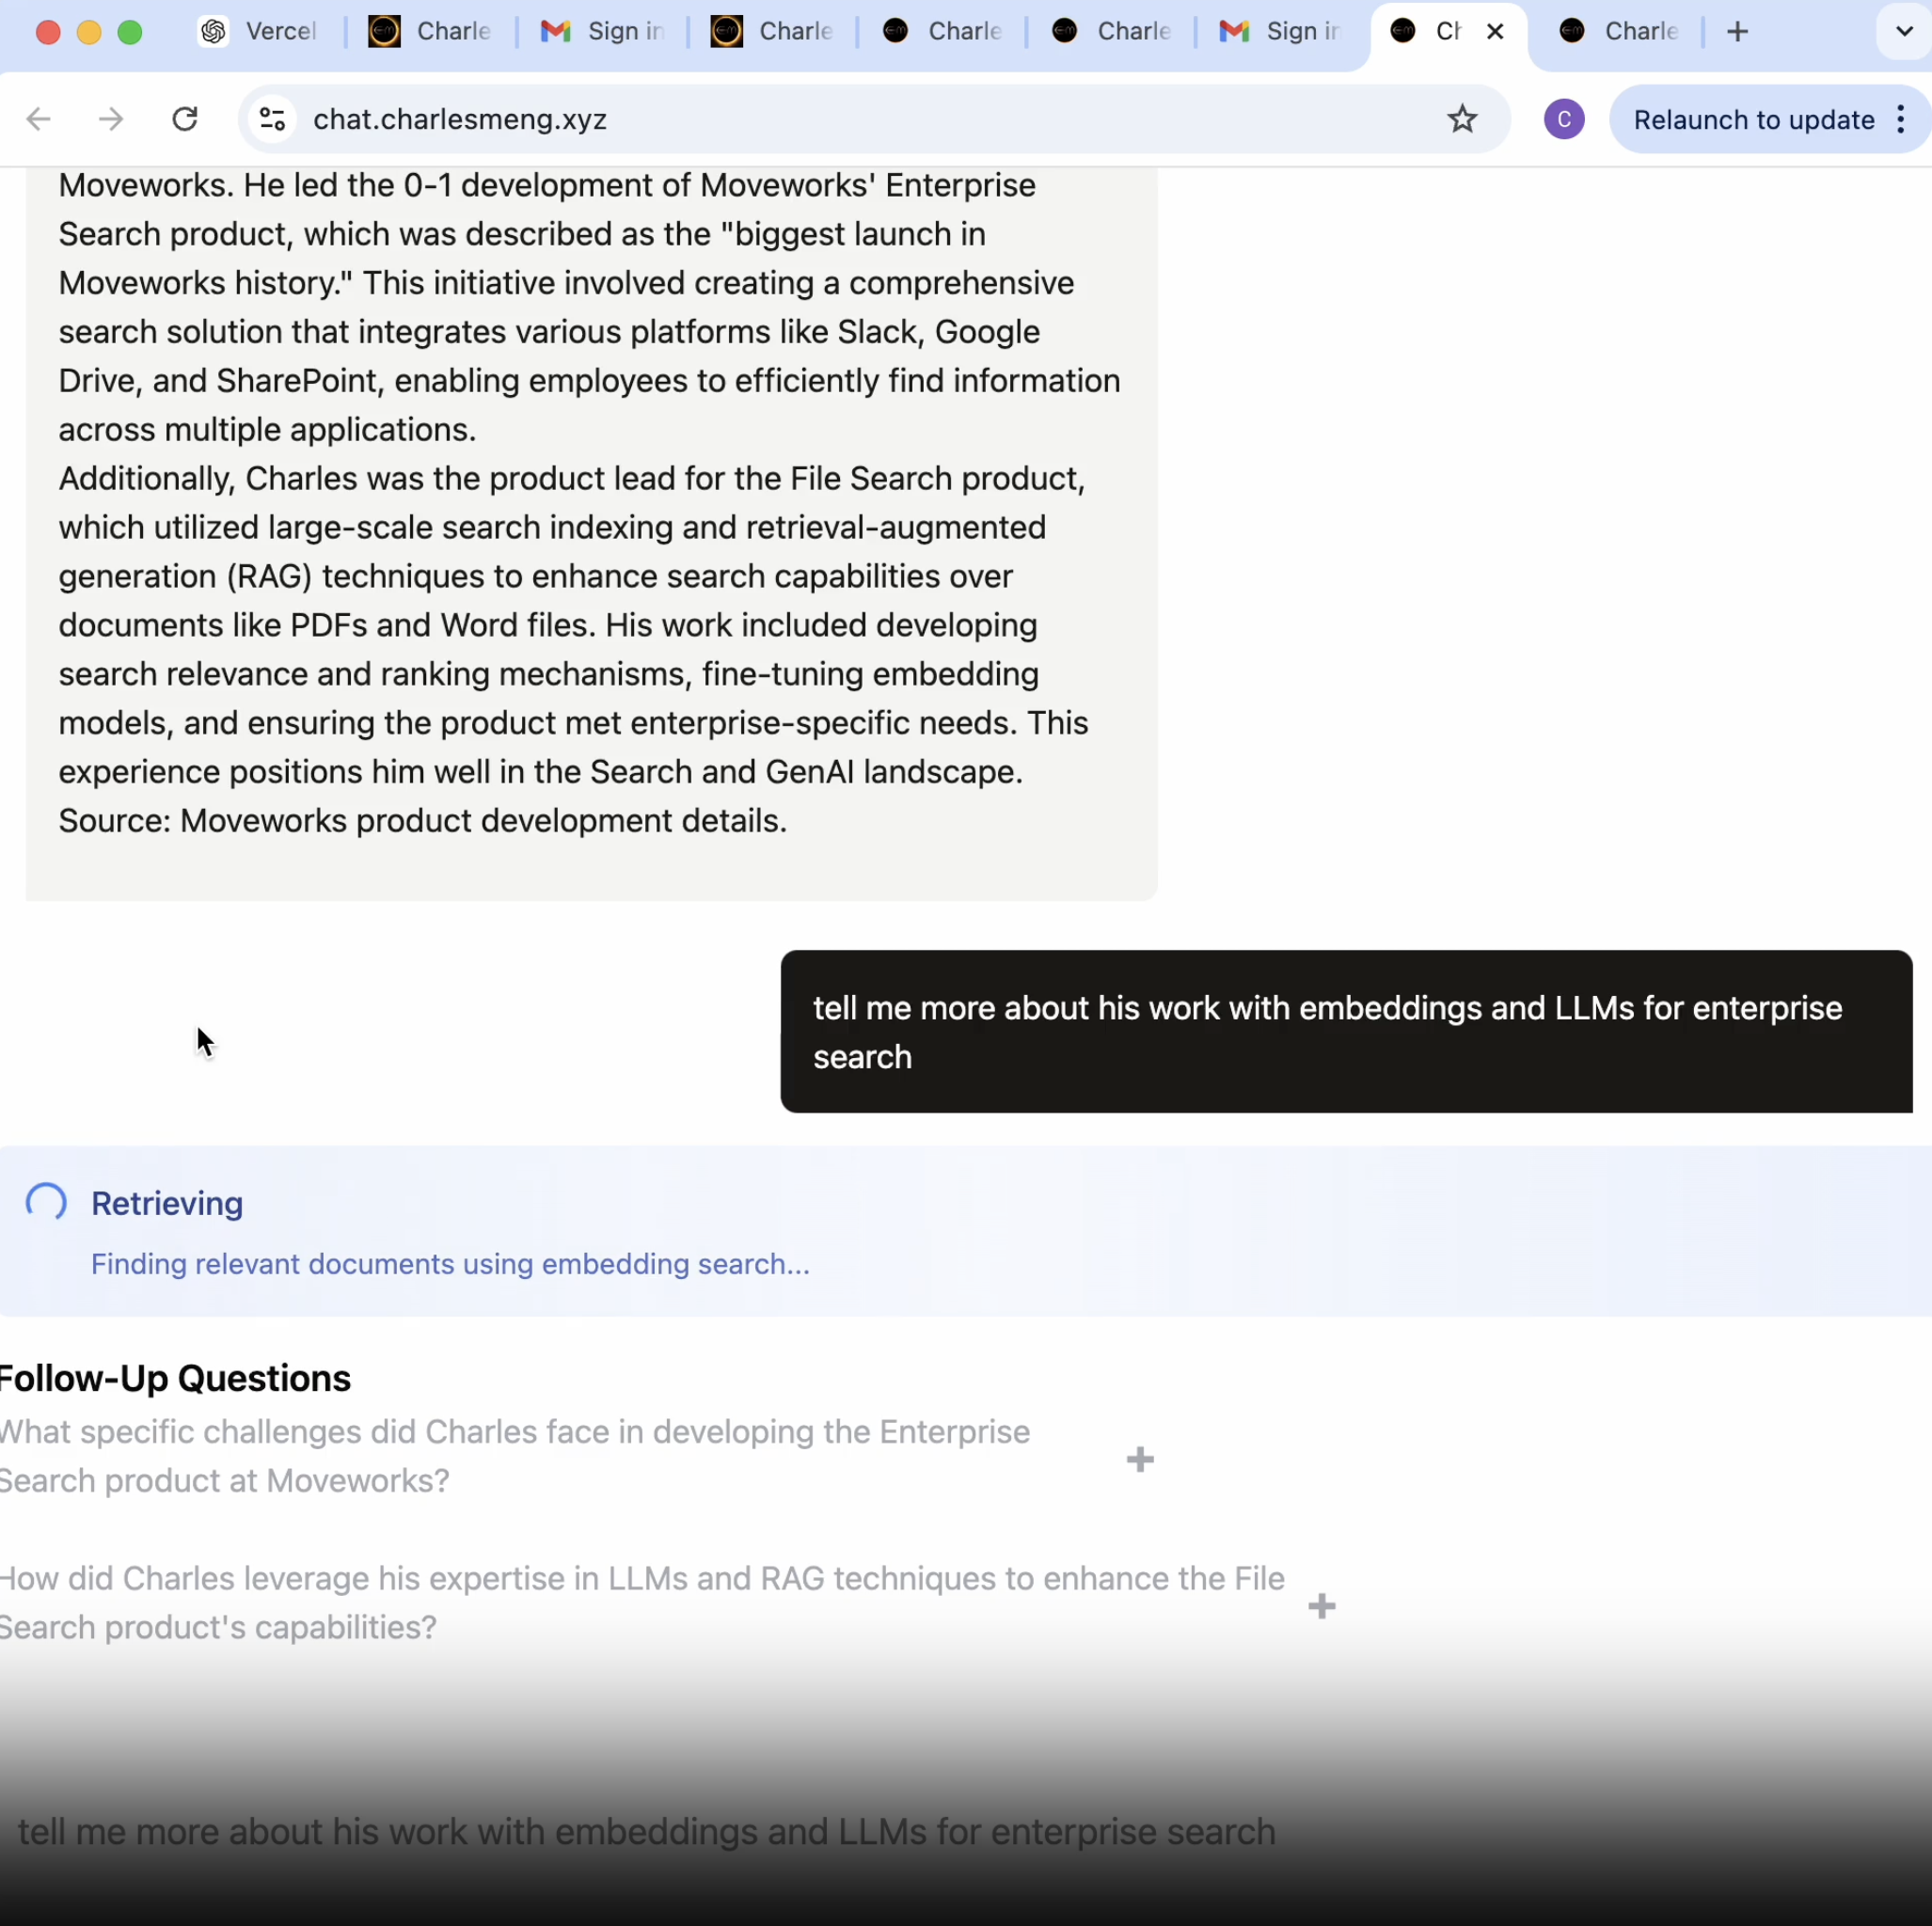 Vercel Charle Sign in Charle Charle Charle Sign in Ch Charle
chat.charlesmeng.xyz C Relaunch to update
Moveworks. He led the 0-1 development of Moveworks' Enterprise
Search product, which was described as the "biggest launch in
Moveworks history." This initiative involved creating a comprehensive
search solution that integrates various platforms like Slack, Google
Drive, and SharePoint, enabling employees to efficiently find information
across multiple applications.
Additionally, Charles was the product lead for the File Search product,
which utilized large-scale search indexing and retrieval-augmented
generation (RAG) techniques to enhance search capabilities over
documents like PDFs and Word files. His work included developing
search relevance and ranking mechanisms, fine-tuning embedding
models, and ensuring the product met enterprise-specific needs. This
experience positions him well in the Search and GenAI landscape.
Source: Moveworks product development details.
tell me more about his work with embeddings and LLMs for enterprise
search
Retrieving
Finding relevant documents using embedding search...
Follow-Up Questions
What specific challenges did Charles face in developing the Enterprise
Search product at Moveworks?
How did Charles leverage his expertise in LLMs and RAG techniques to enhance the File
Search product's capabilities?
tell me more about his work with embeddings and LLMs for enterprise search